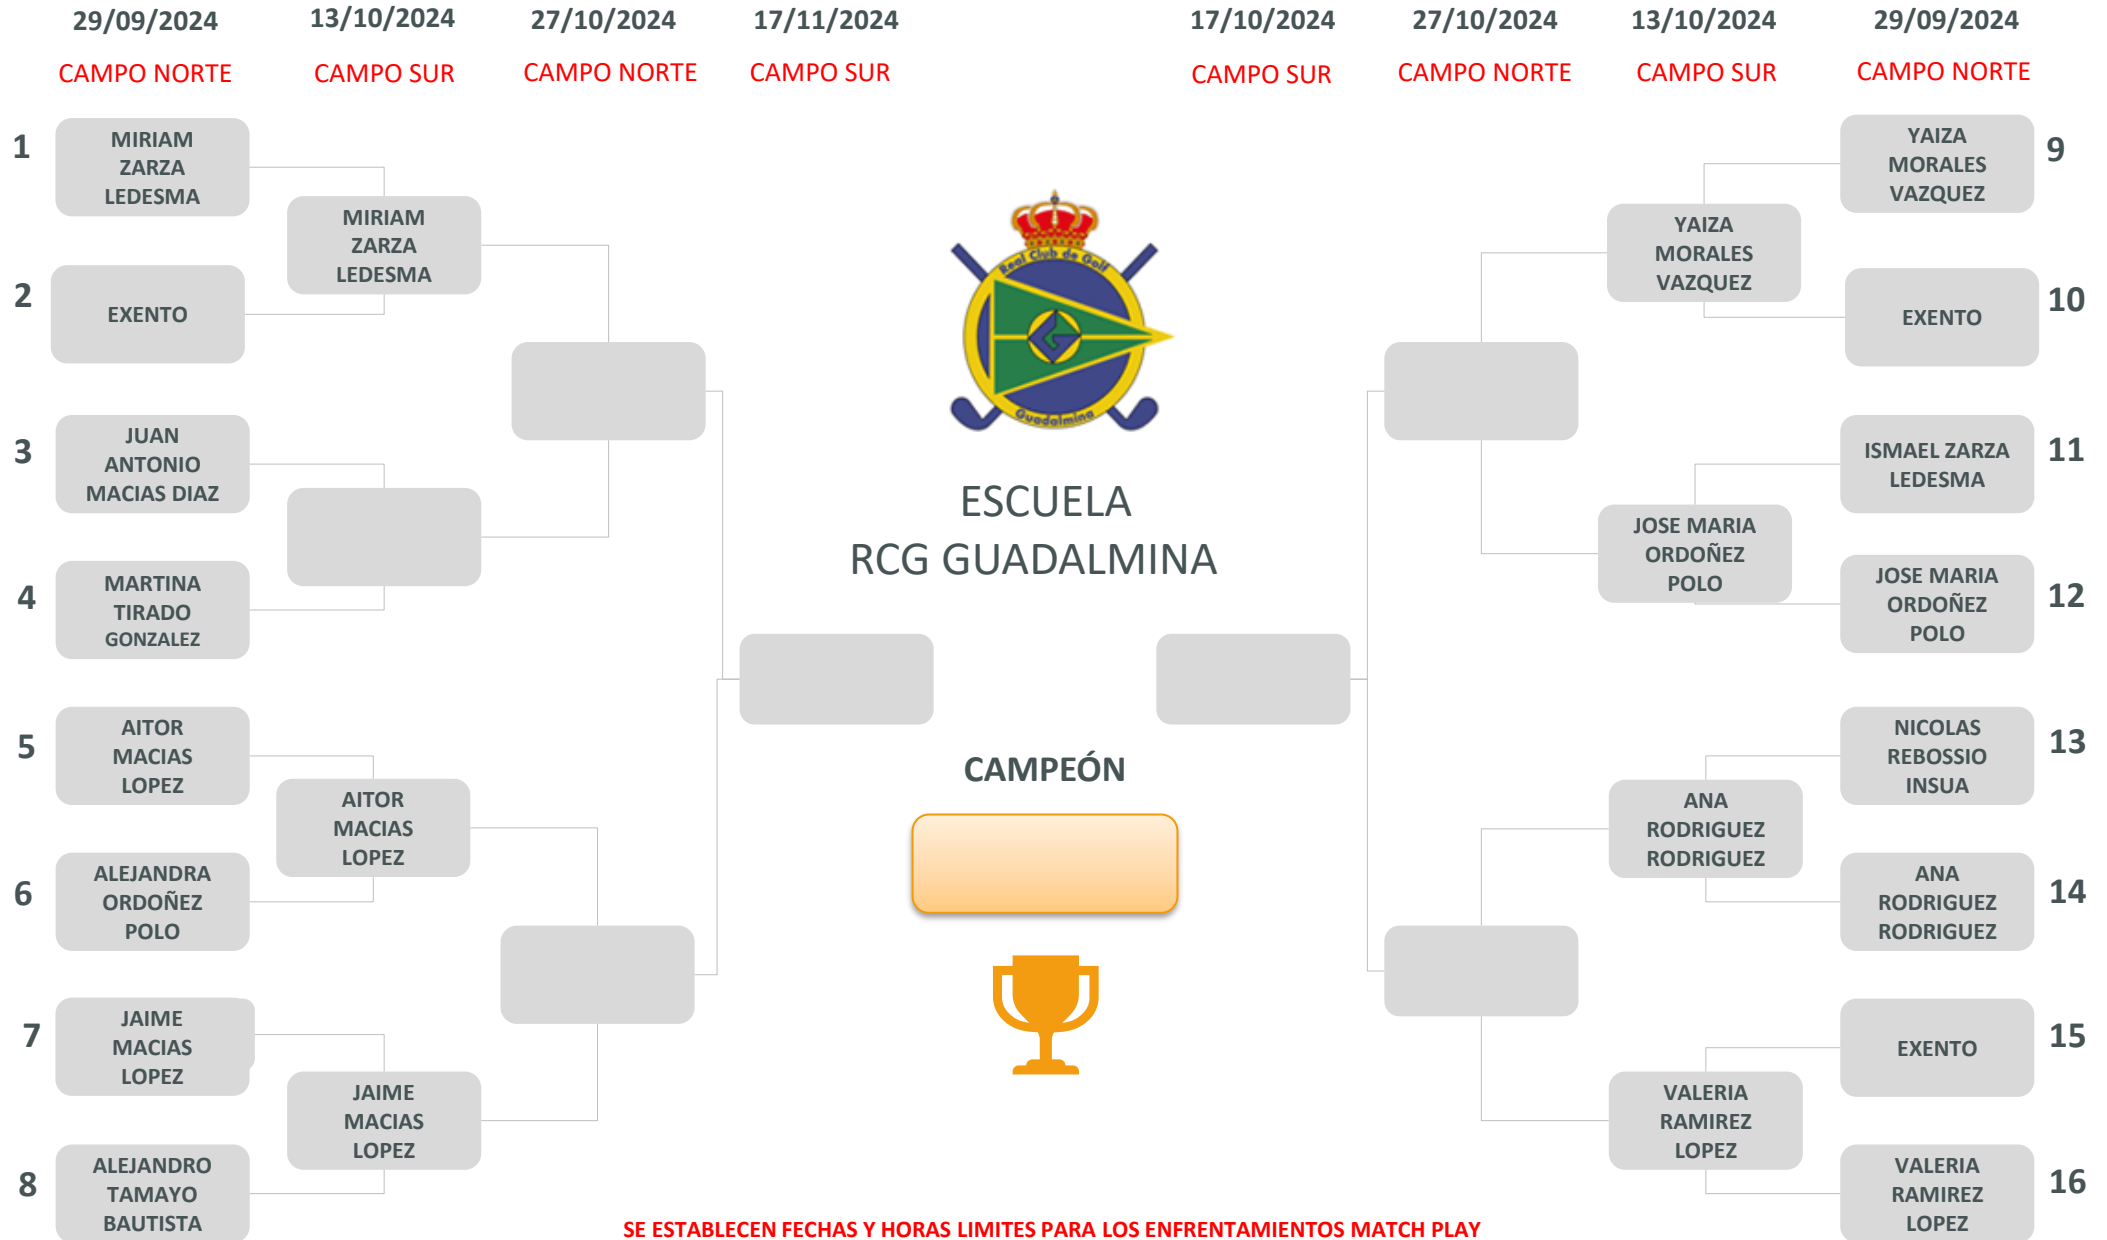 29/09/2024
13/10/2024
27/10/2024
17/11/2024
17/10/2024
27/10/2024
13/10/2024
29/09/2024
CAMPO NORTE
CAMPO SUR
CAMPO NORTE
CAMPO SUR
CAMPO SUR
CAMPO NORTE
CAMPO SUR
CAMPO NORTE
1
MIRIAM
ZARZA
LEDESMA
2
EXENTO
3
JUAN
ANTONIO
MACIAS DIAZ
4
MARTINA
TIRADO
GONZALEZ
5
AITOR
MACIAS
LOPEZ
6
ALEJANDRA
ORDOÑEZ
POLO
7
JAIME
MACIAS
LOPEZ
8
ALEJANDRO
TAMAYO
BAUTISTA
MIRIAM
ZARZA
LEDESMA
AITOR
MACIAS
LOPEZ
JAIME
MACIAS
LOPEZ
Real Club de Golf
Guadalmina
ESCUELA
RCG GUADALMINA
CAMPEÓN
YAIZA
MORALES
VAZQUEZ
JOSE MARIA
ORDOÑEZ
POLO
ANA
RODRIGUEZ
RODRIGUEZ
VALERIA
RAMIREZ
LOPEZ
YAIZA
MORALES
VAZQUEZ
9
EXENTO
10
ISMAEL ZARZA
LEDESMA
11
JOSE MARIA
ORDOÑEZ
POLO
12
NICOLAS
REBOSSIO
INSUA
13
ANA
RODRIGUEZ
RODRIGUEZ
14
EXENTO
15
VALERIA
RAMIREZ
LOPEZ
16
SE ESTABLECEN FECHAS Y HORAS LIMITES PARA LOS ENFRENTAMIENTOS MATCH PLAY